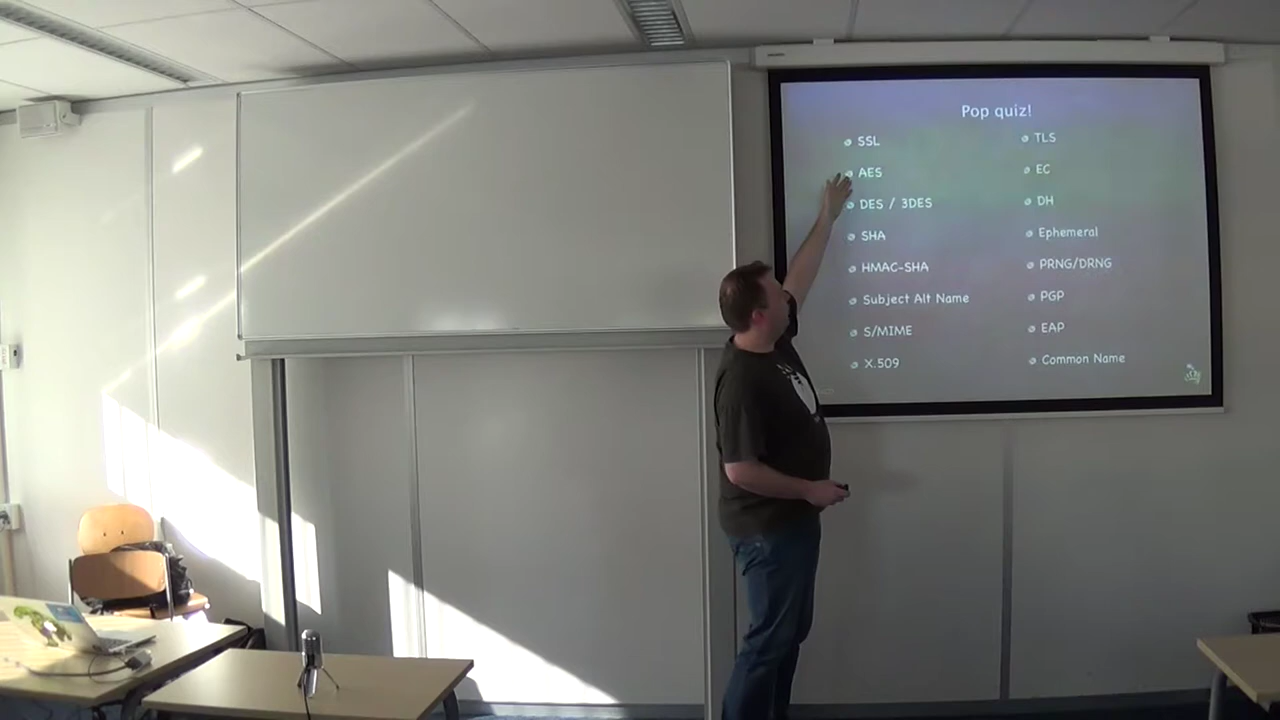 Pop quiz!
SSL
AES
DES / 3DES
SHA
HMAC-SHA
Subject Alt Name
S/MIME
X.509
TLS
EC
DH
Ephemeral
PRNG/DRNG
PGP
EAP
Common Name